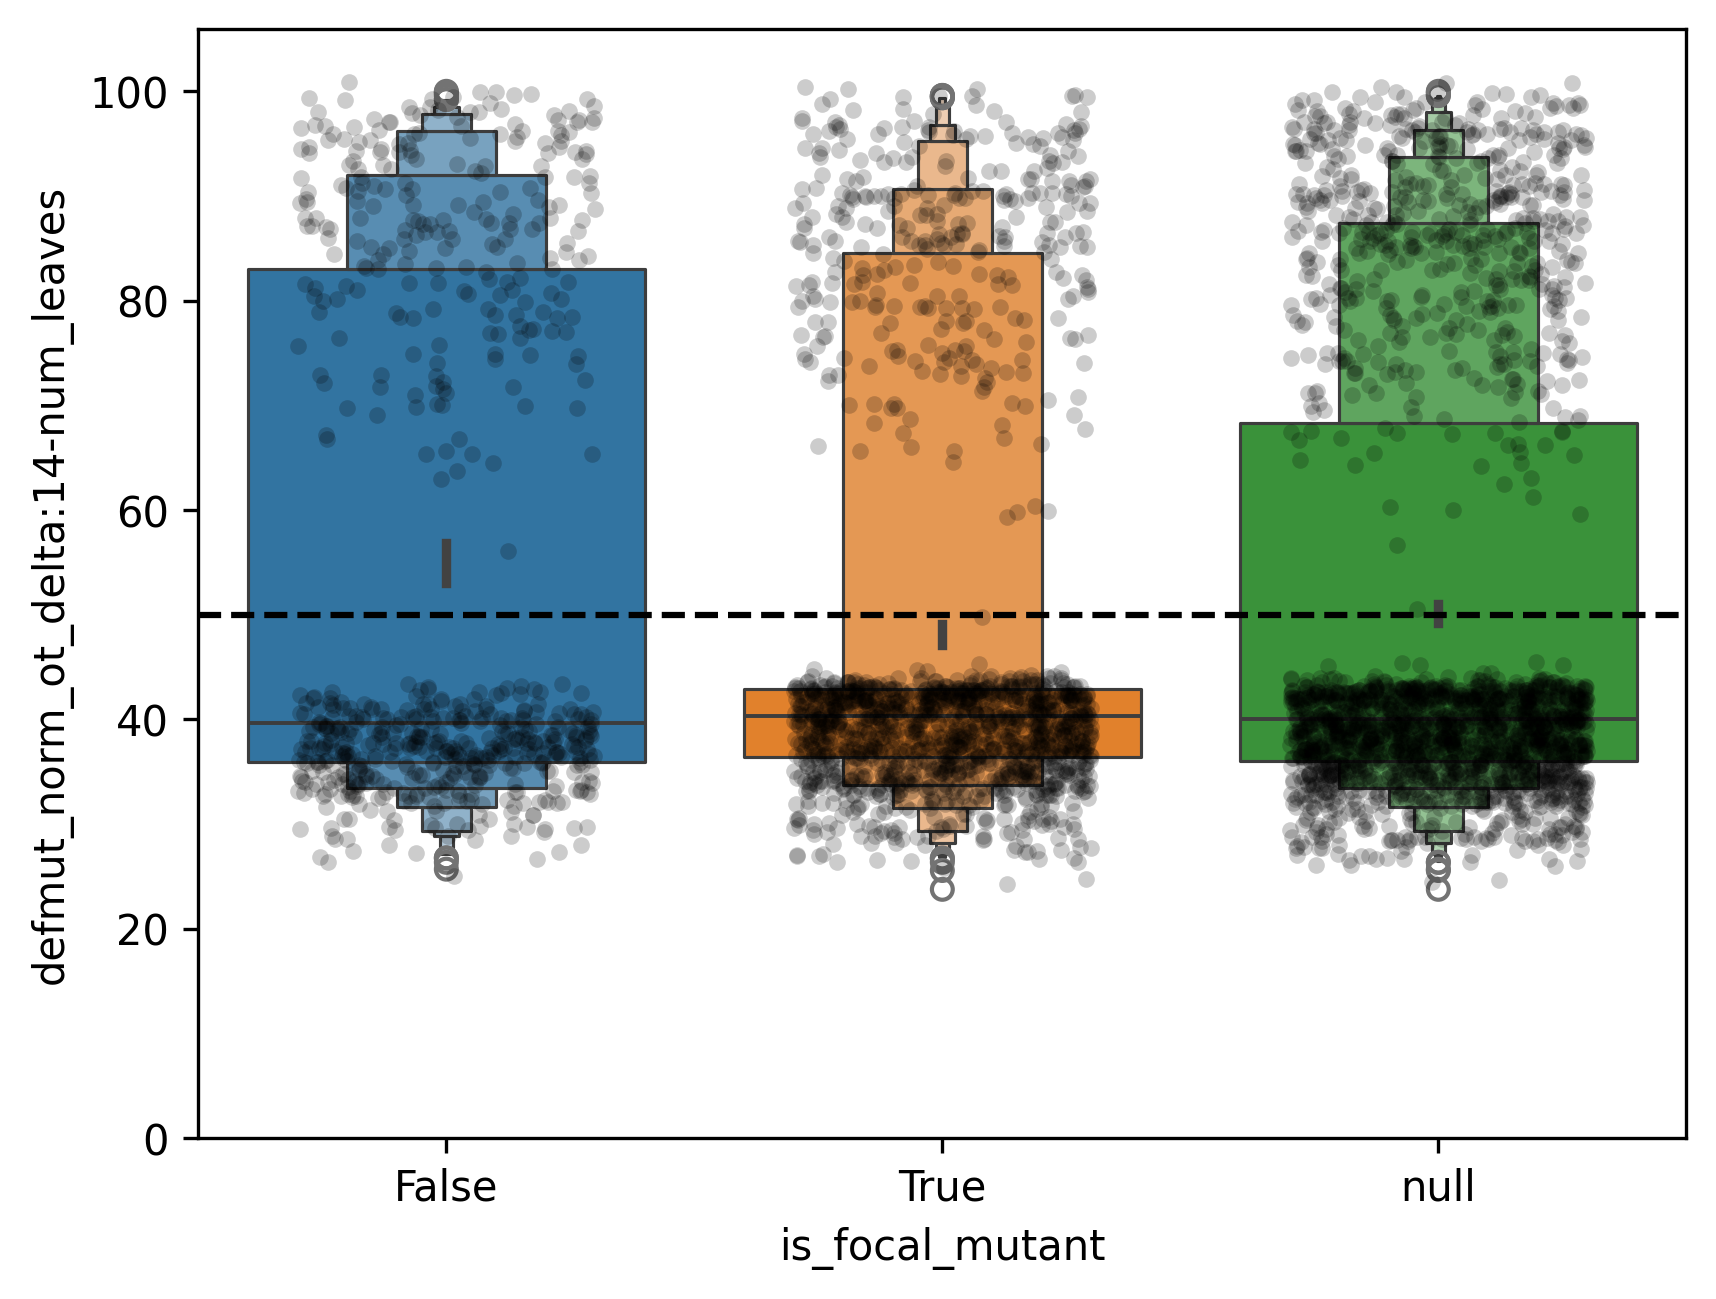 defmut_norm_ot_delta:14-num_leaves
100
80
60
40
20
0
False
True
null
is_focal_mutant